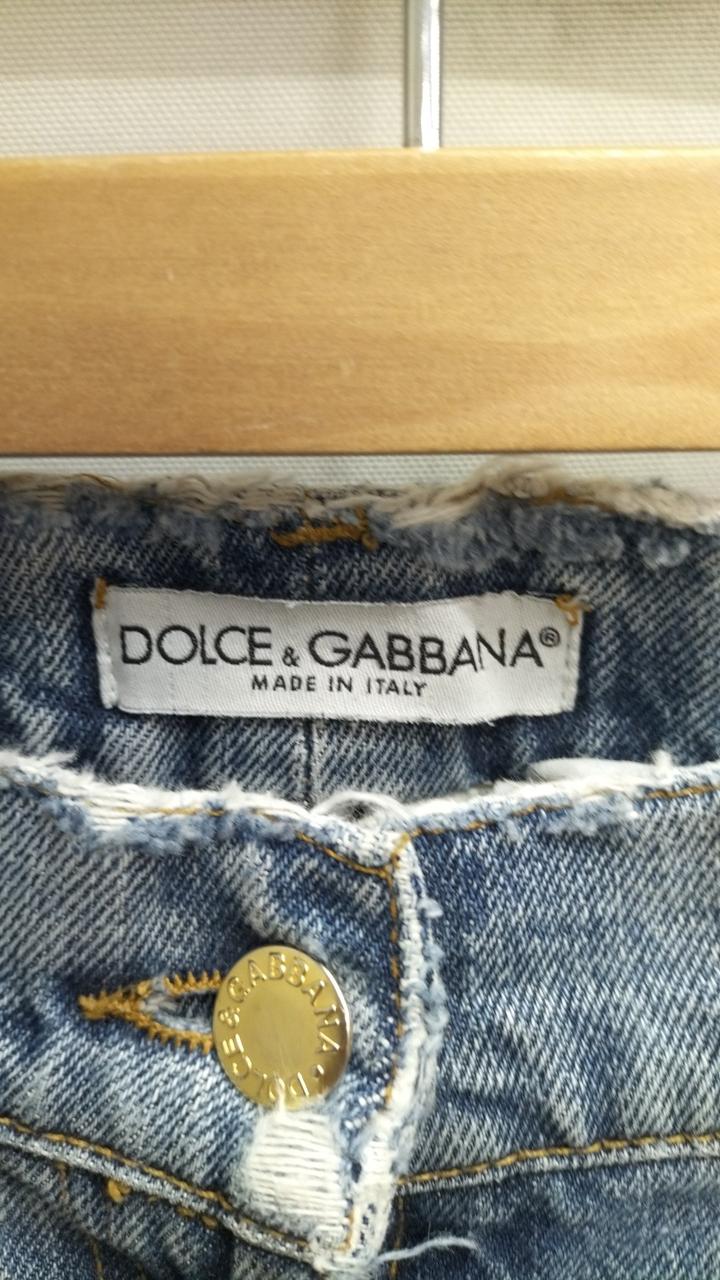 DOLCE & GABBANA®
MADE IN ITALY
DOLCE & GABBANA •